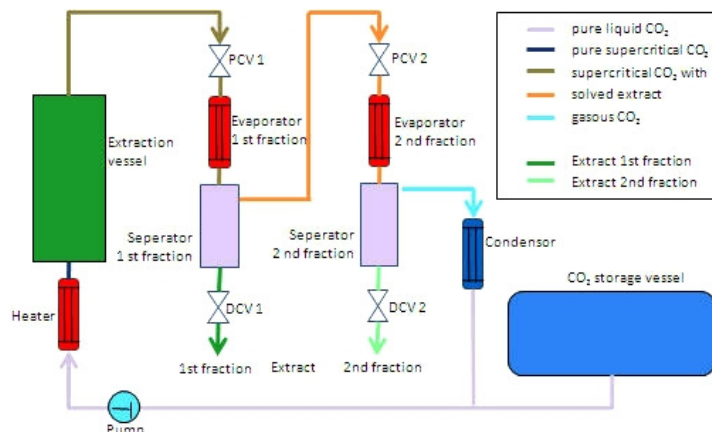 PCV 1
PCV 2
pure liquid CO₂
pure supercritical CO₂
supercritical CO₂ with
solved extract
gasous CO₂
Extract 1st fraction
Extract 2nd fraction
Extraction
vessel
Evaporator
1 st fraction
Evaporator
2 nd fraction
Seperator
1 st fraction
Seperator
2 nd fraction
Condensor
CO₂ storage vessel
Heater
DCV 1
DCV 2
1st fraction
Extract
2nd fraction
Pump